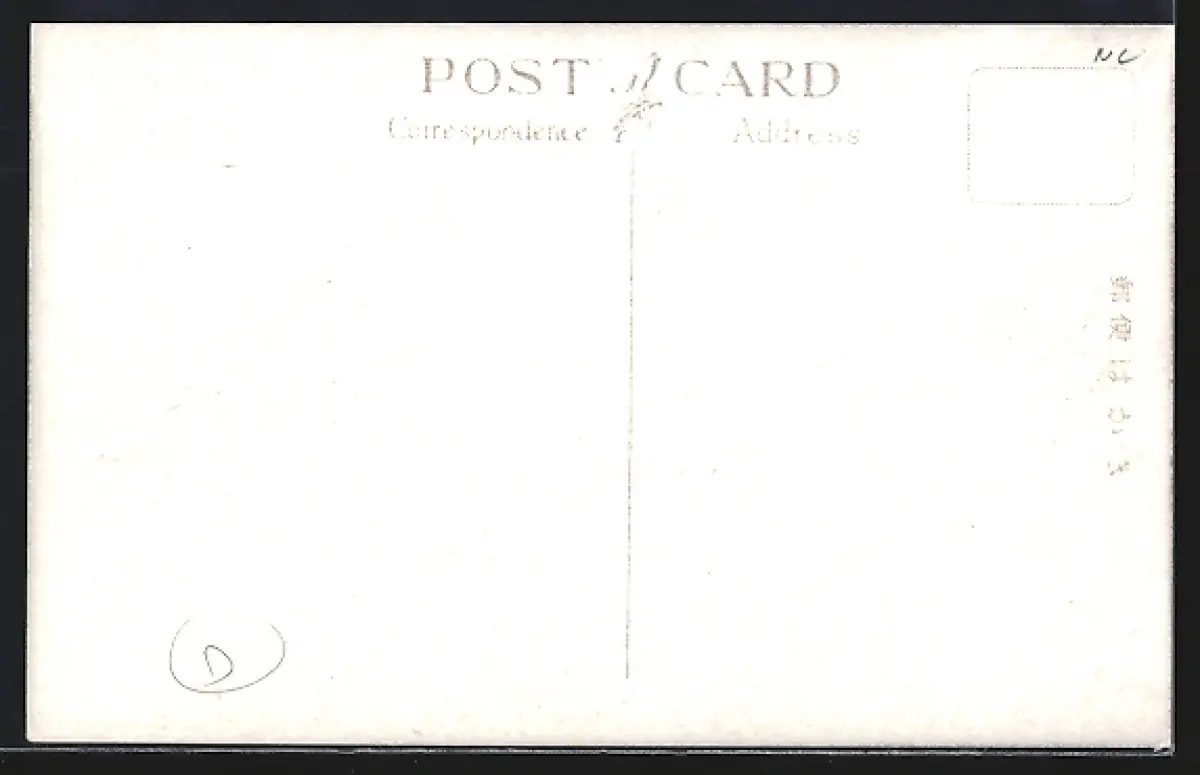 NC
POST CARD
Correspondence
Address
郵便はがき
D